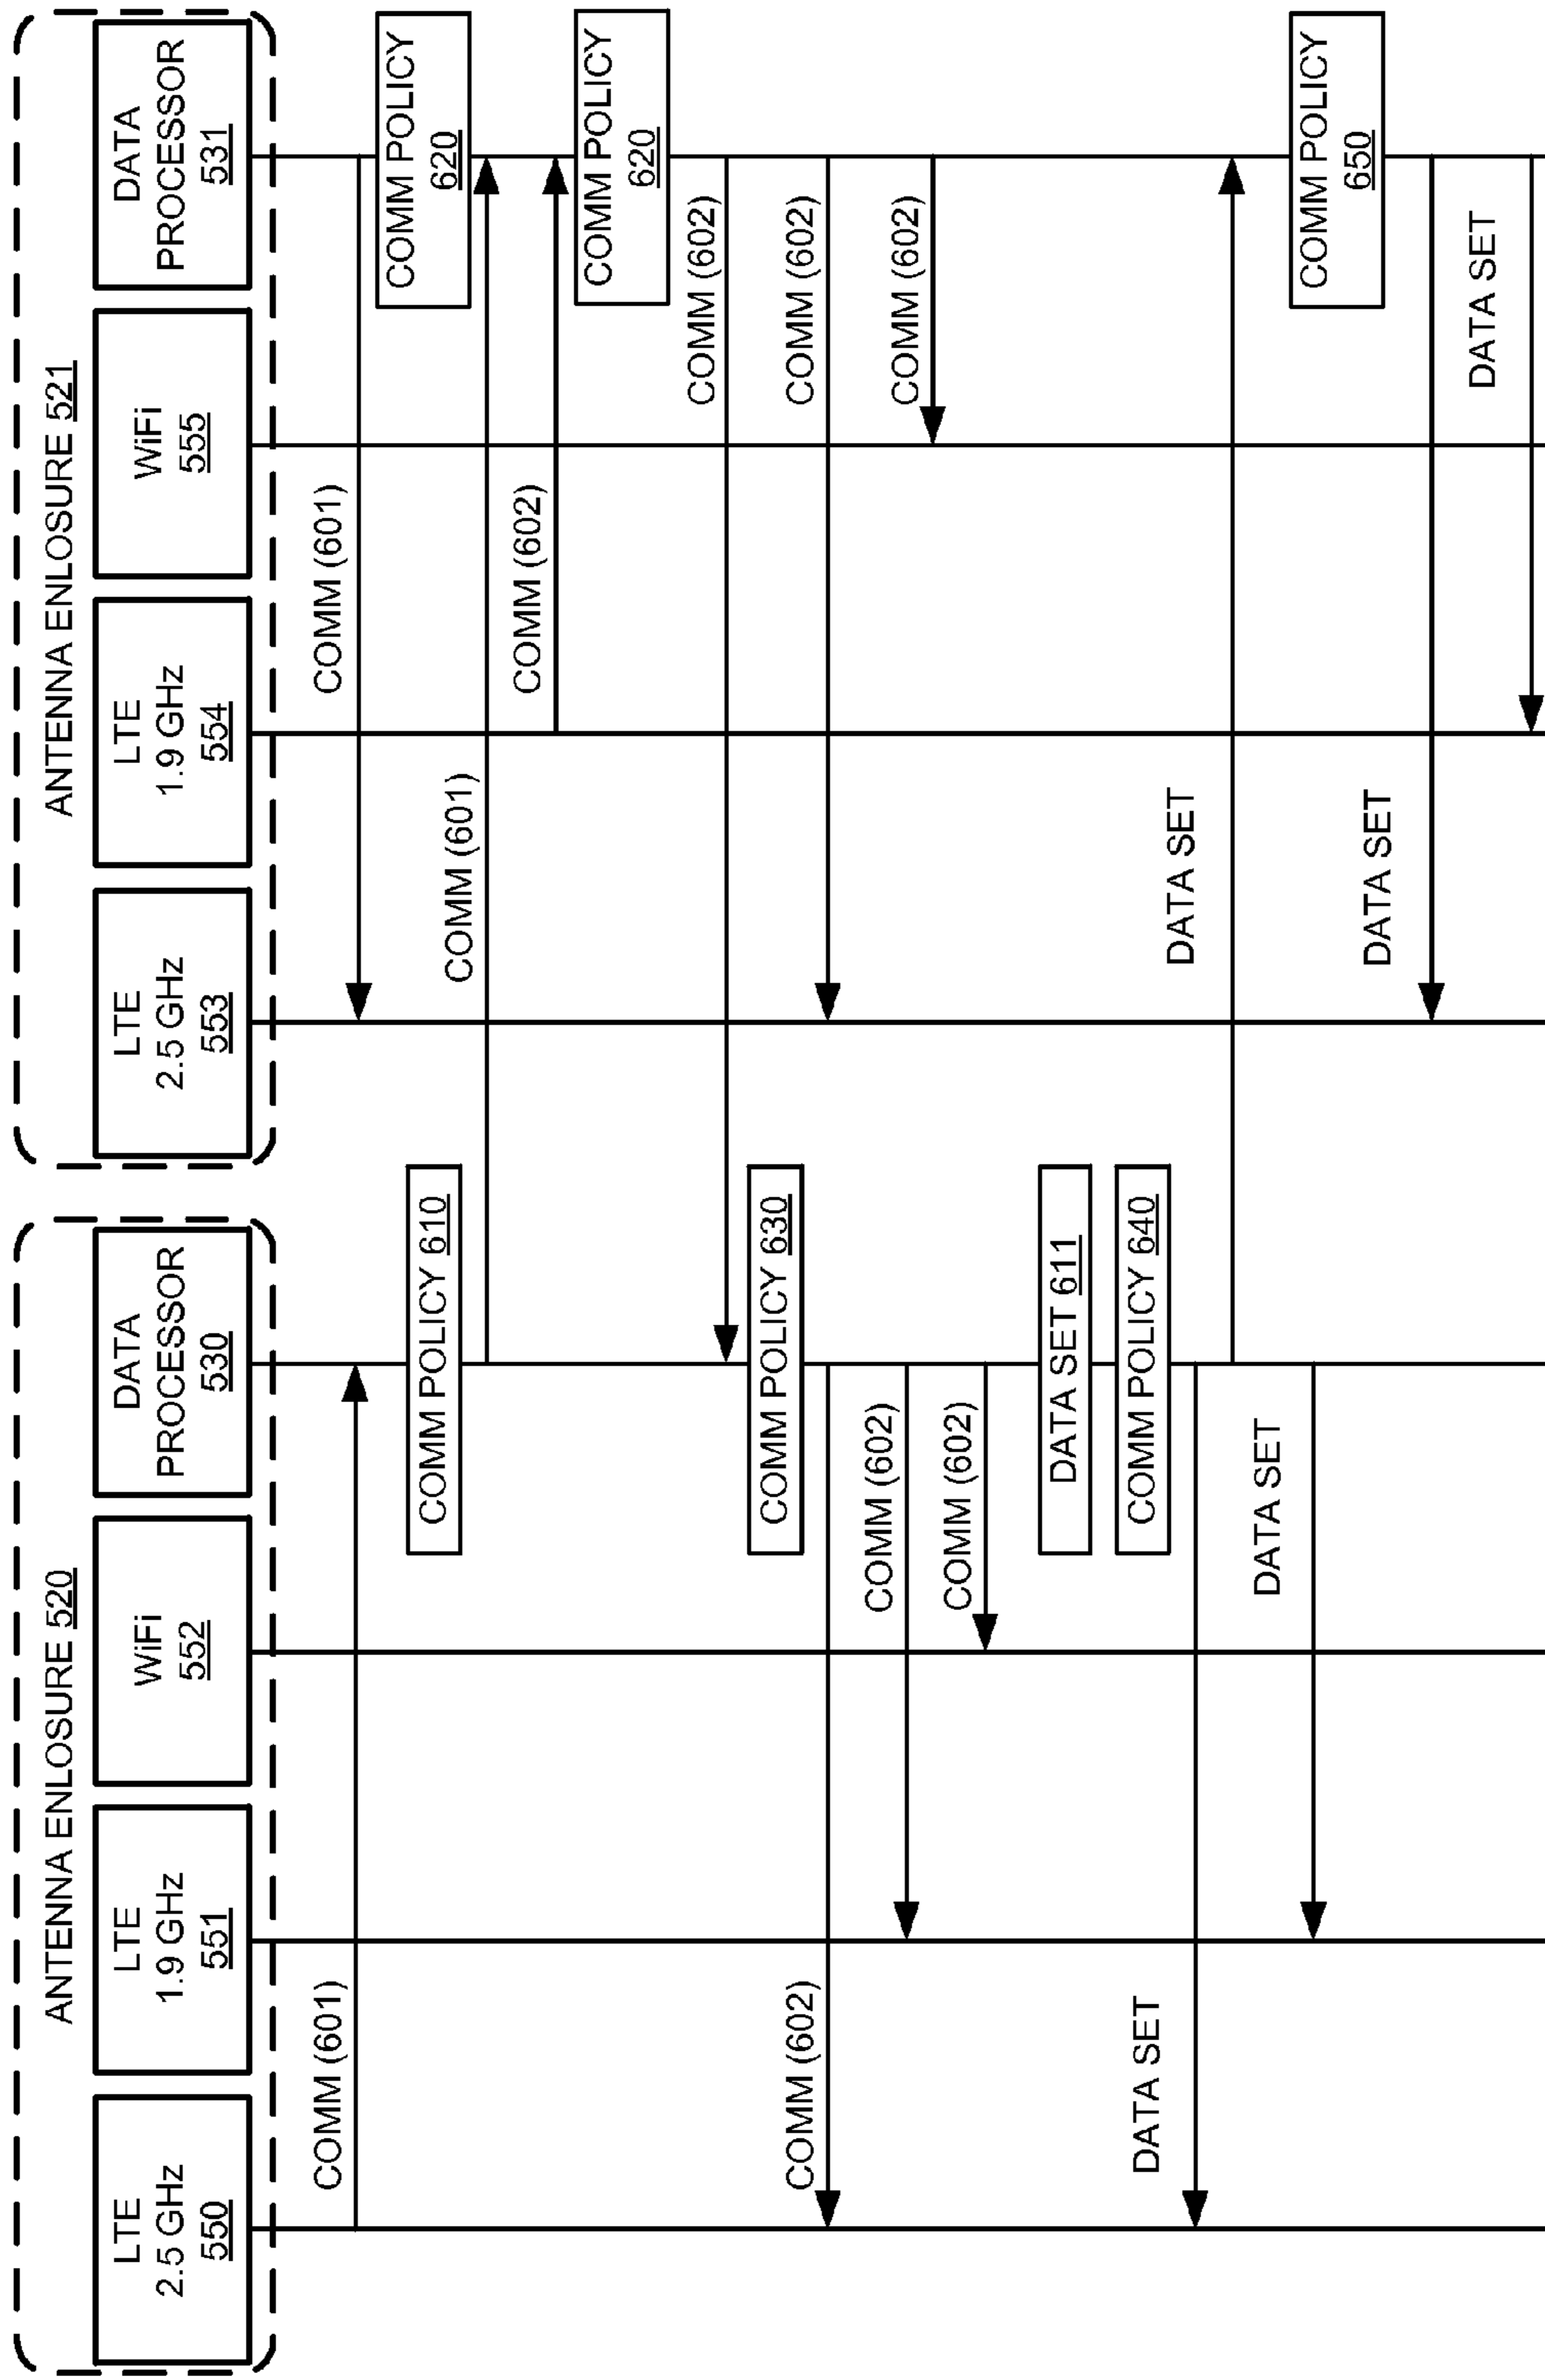 ANTENNA ENLOSURE 520
LTE
2.5 GHz
550
LTE
1.9 GHz
551
WiFi
552
DATA
PROCESSOR
530
ANTENNA ENLOSURE 521
LTE
2.5 GHz
553
LTE
1.9 GHz
554
WiFi
555
DATA
PROCESSOR
531
COMM (601)
COMM (601)
COMM POLICY
620
COMM POLICY 610
COMM (601)
COMM (602)
COMM POLICY
620
COMM (602)
COMM POLICY 630
COMM (602)
COMM (602)
COMM (602)
COMM (602)
COMM (602)
DATA SET 611
COMM POLICY 640
DATA SET
DATA SET
DATA SET
COMM POLICY
650
DATA SET
DATA SET